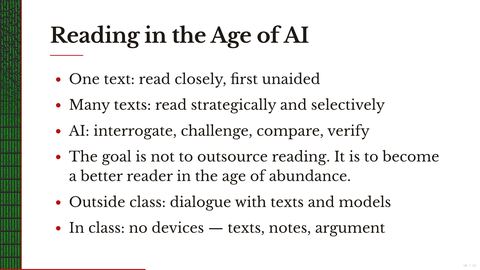 Reading in the Age of AI
• One text: read closely, first unaided
• Many texts: read strategically and selectively
• AI: interrogate, challenge, compare, verify
• The goal is not to outsource reading. It is to become
a better reader in the age of abundance.
• Outside class: dialogue with texts and models
• In class: no devices — texts, notes, argument